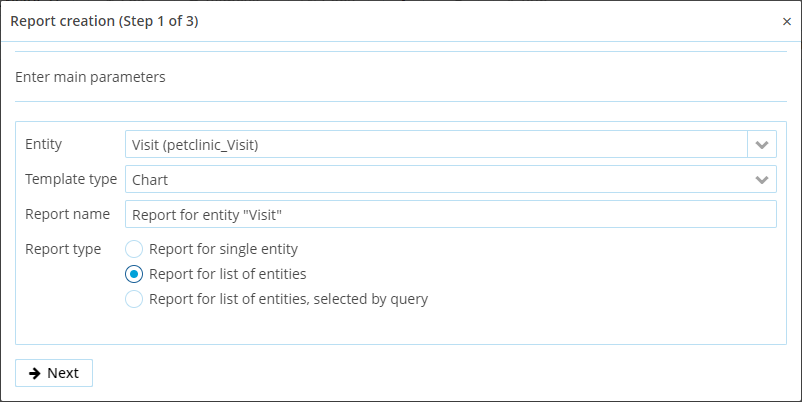 Report creation (Step 1 of 3)
Enter main parameters
Entity Visit (petclinic_Visit)
Template type Chart
Report name Report for entity "Visit"
Report type Report for single entity
Report for list of entities
Report for list of entities, selected by query
Next